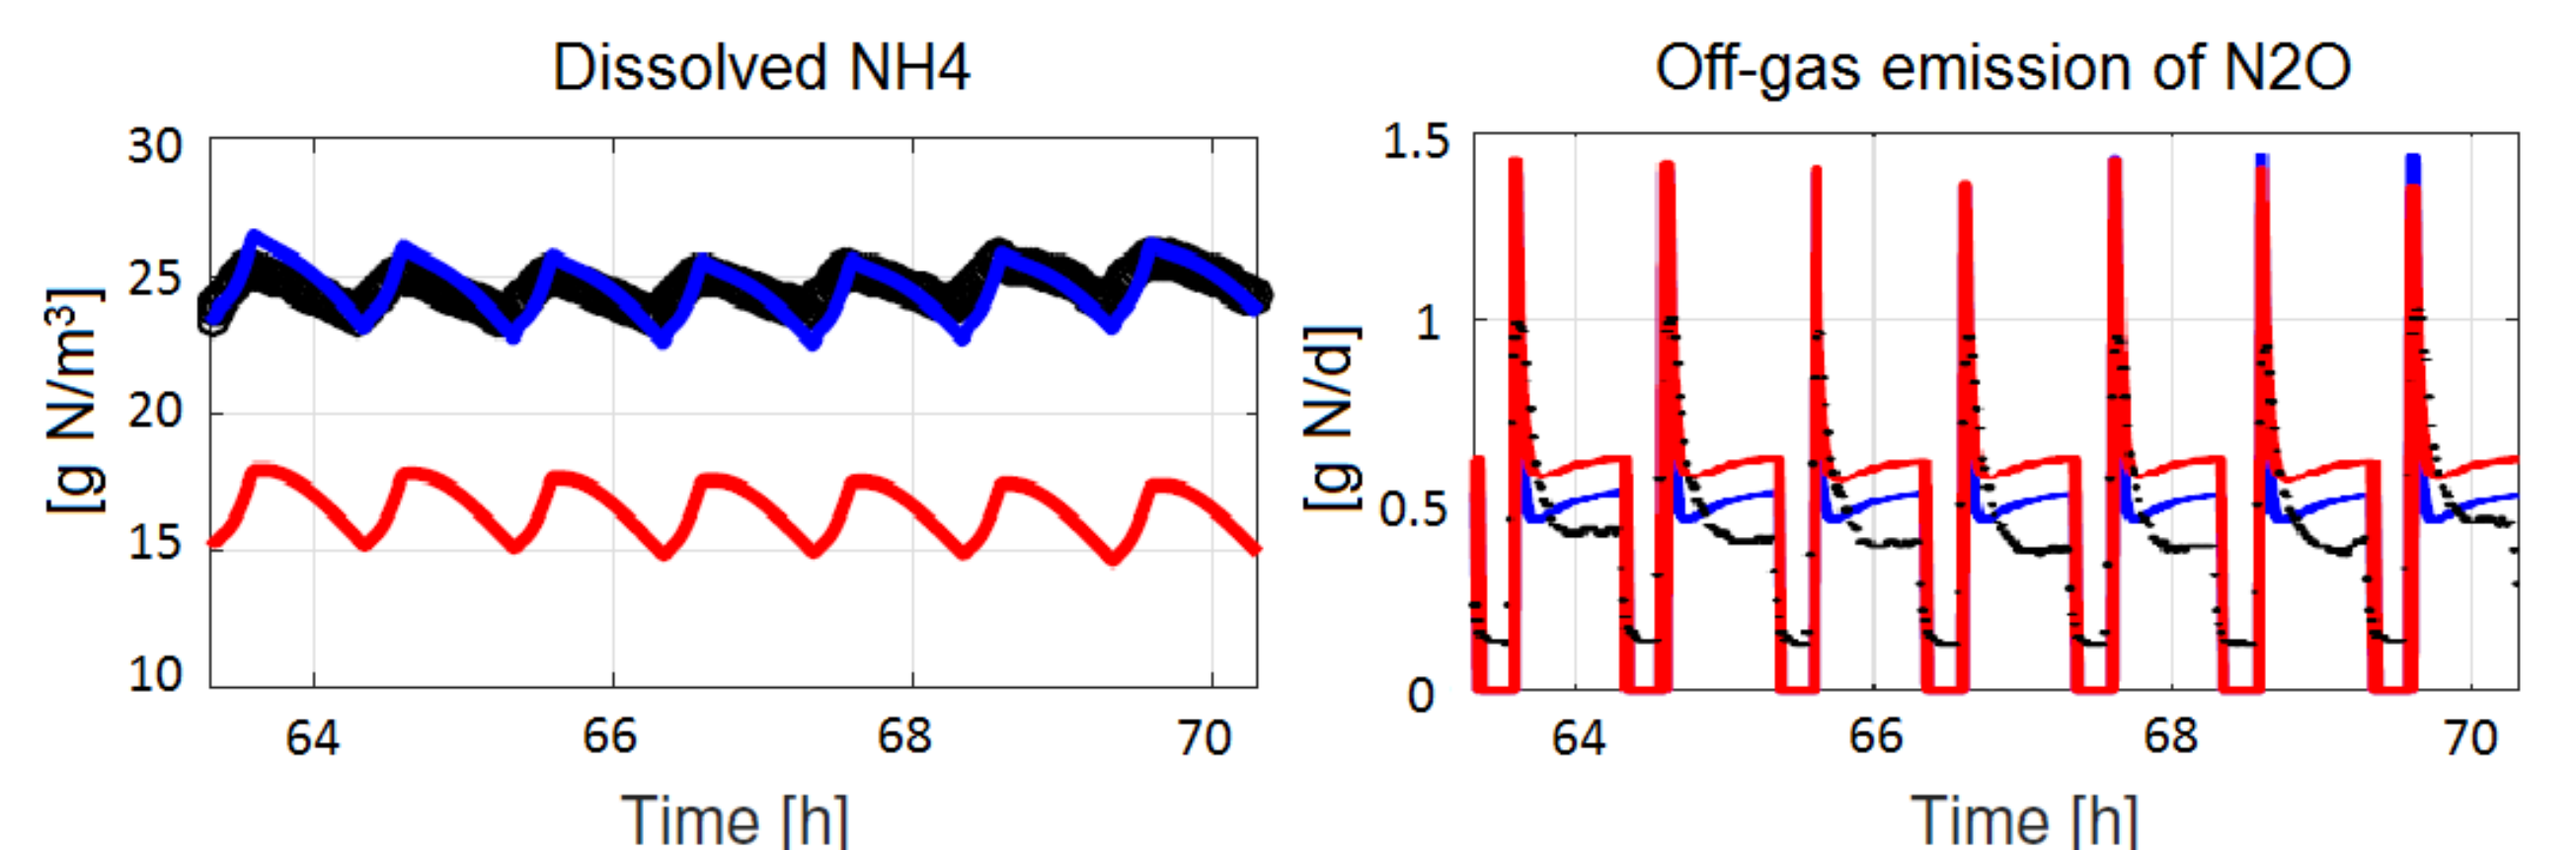 Dissolved NH4
30
25
20
15
10
[g N/m³]
64 66 68 70
Time [h]
Off-gas emission of N2O
1.5
1
0.5
0
[g N/d]
64 66 68 70
Time [h]